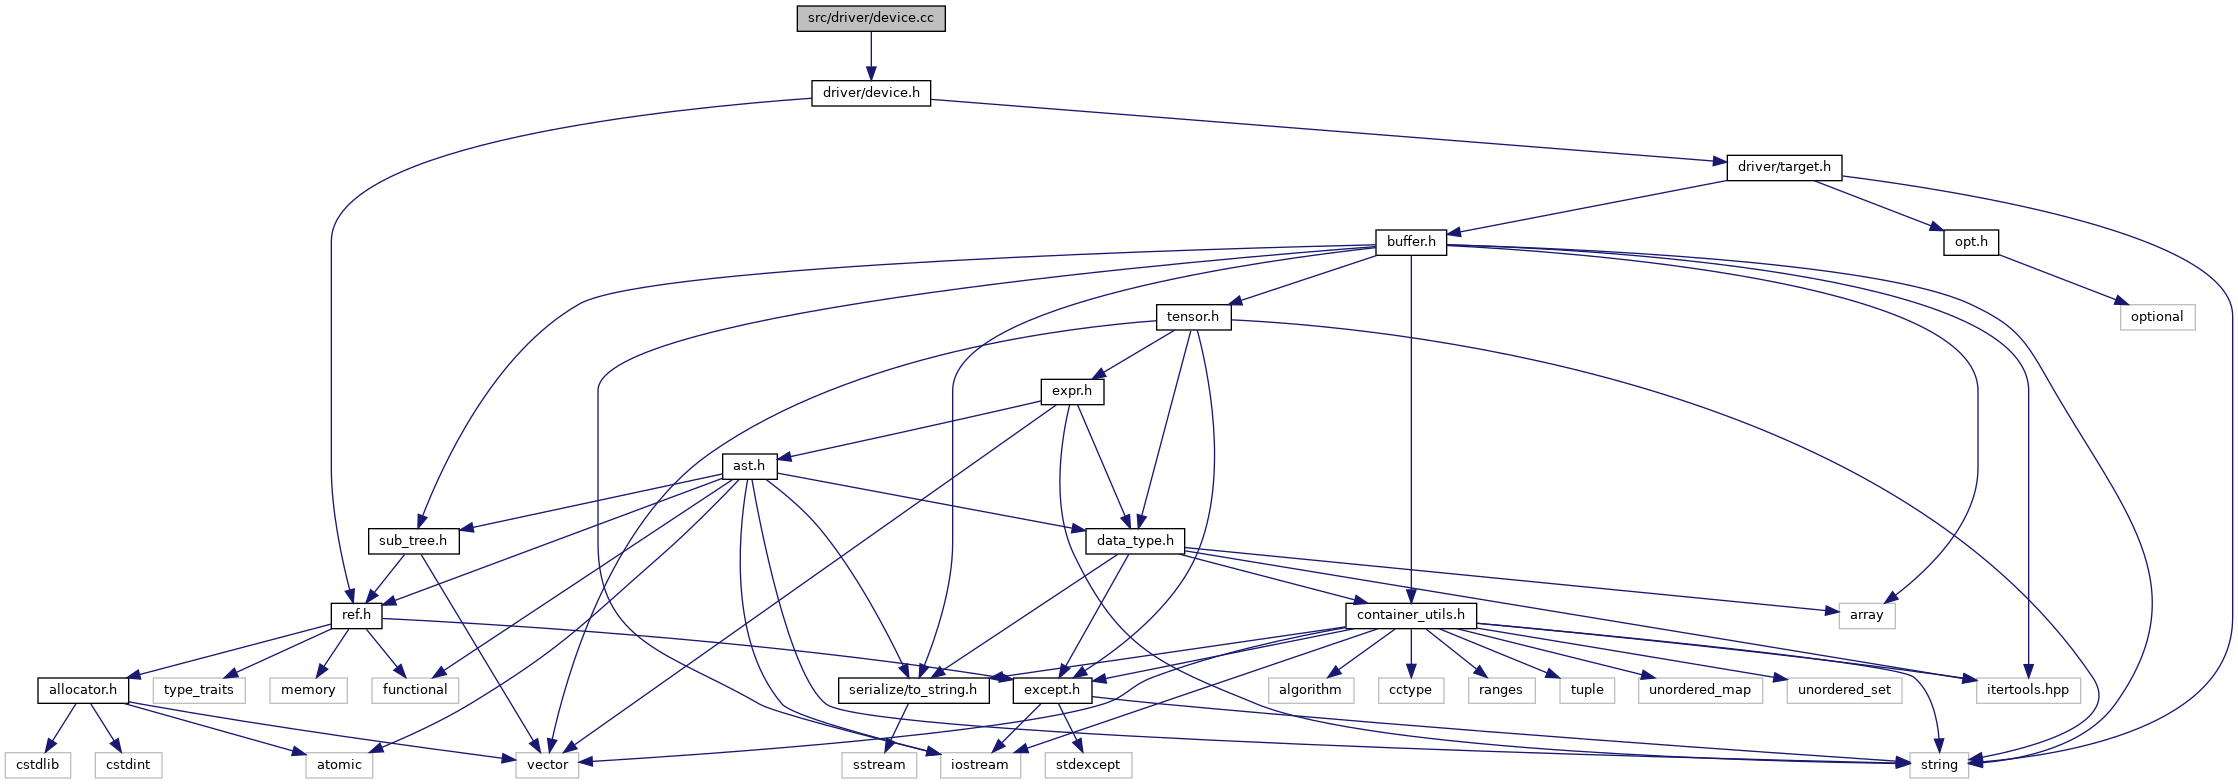 src/driver/device.cc
driver/device.h
driver/target.h
buffer.h
opt.h
tensor.h
optional
expr.h
ast.h
sub_tree.h
data_type.h
ref.h
container_utils.h
array
allocator.h
type_traits
memory
functional
serialize/to_string.h
except.h
algorithm
cctype
ranges
tuple
unordered_map
unordered_set
itertools.hpp
cstdlib
cstdint
atomic
vector
sstream
iostream
stdexcept
string